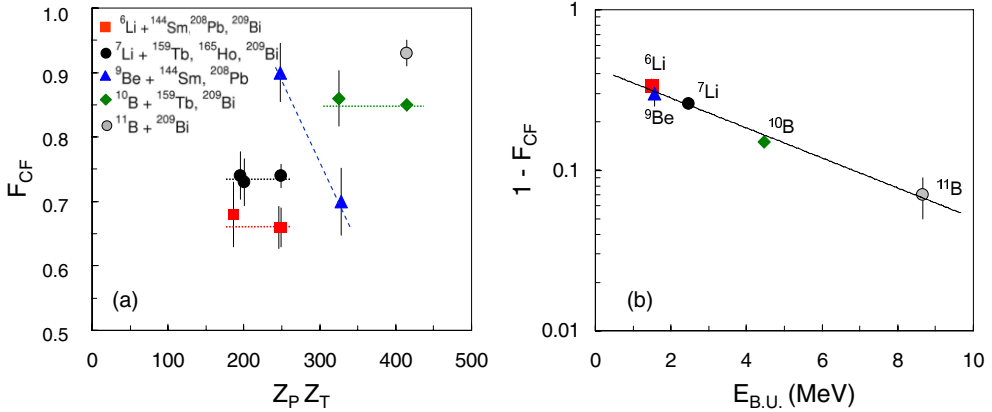 ⁶Li + ¹⁴⁴Sm, ²⁰⁸Pb, ²⁰⁹Bi
⁷Li + ¹⁵⁹Tb, ¹⁶⁵Ho, ²⁰⁹Bi
⁹Be + ¹⁴⁴Sm, ²⁰⁸Pb
¹⁰B + ¹⁵⁹Tb, ²⁰⁹Bi
¹¹B + ²⁰⁹Bi
1.0
0.9
0.8
0.7
0.6
0.5
F_CF
(a)
0 100 200 300 400 500
Z_P Z_T
1
0.1
0.01
1 - F_CF
⁶Li
⁷Li
⁹Be
¹⁰B
¹¹B
(b)
0 2 4 6 8 10
E_B.U. (MeV)